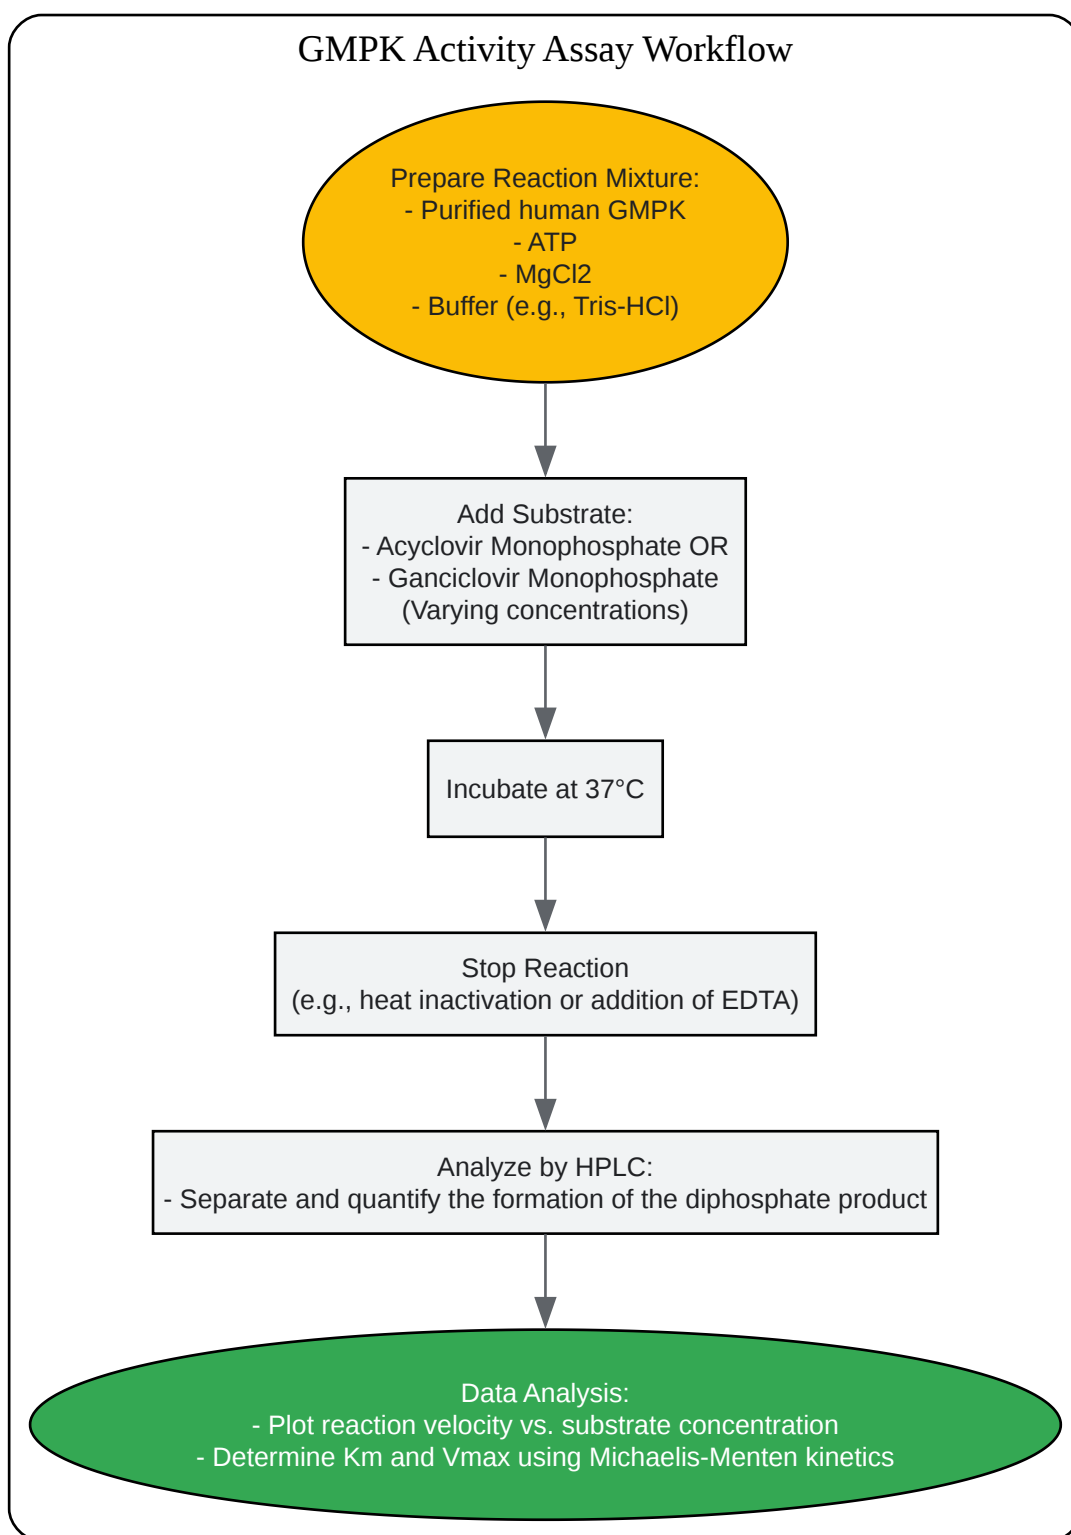 GMPK Activity Assay Workflow
Prepare Reaction Mixture:
- Purified human GMPK
- ATP
- MgCl2
- Buffer (e.g., Tris-HCl)
Add Substrate:
- Acyclovir Monophosphate OR
- Ganciclovir Monophosphate
(Varying concentrations)
Incubate at 37°C
Stop Reaction
(e.g., heat inactivation or addition of EDTA)
Analyze by HPLC:
- Separate and quantify the formation of the diphosphate product
Data Analysis:
- Plot reaction velocity vs. substrate concentration
- Determine Km and Vmax using Michaelis-Menten kinetics